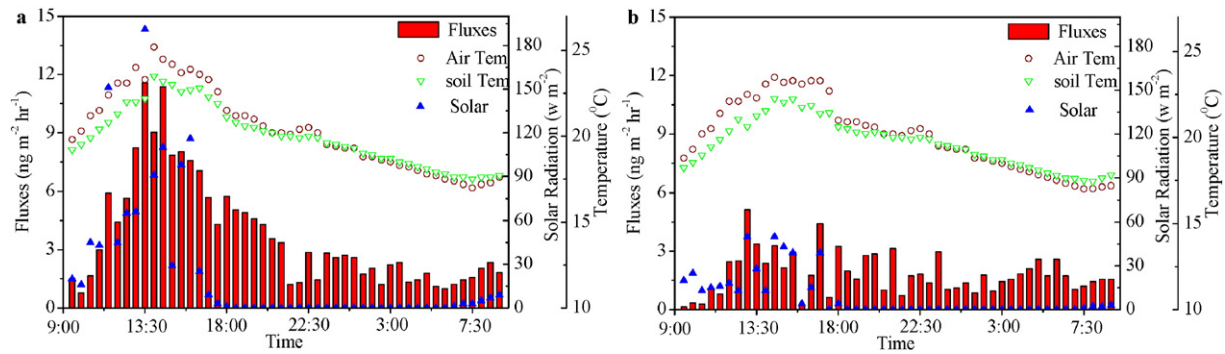 a
15
12
9
6
3
0
Fluxes (ng m-2 hr-1)
Fluxes
Air Tem
soil Tem
Solar
180
150
120
90
60
30
0
Solar Radiation (w m-2)
25
20
15
10
Temperature (0C)
9:00 13:30 18:00 22:30 3:00 7:30
Time
b
15
12
9
6
3
0
Fluxes (ng m-2 hr-1)
Fluxes
Air Tem
soil Tem
Solar
180
150
120
90
60
30
0
Solar Radiation (w m-2)
25
20
15
10
Temperature (0C)
9:00 13:30 18:00 22:30 3:00 7:30
Time